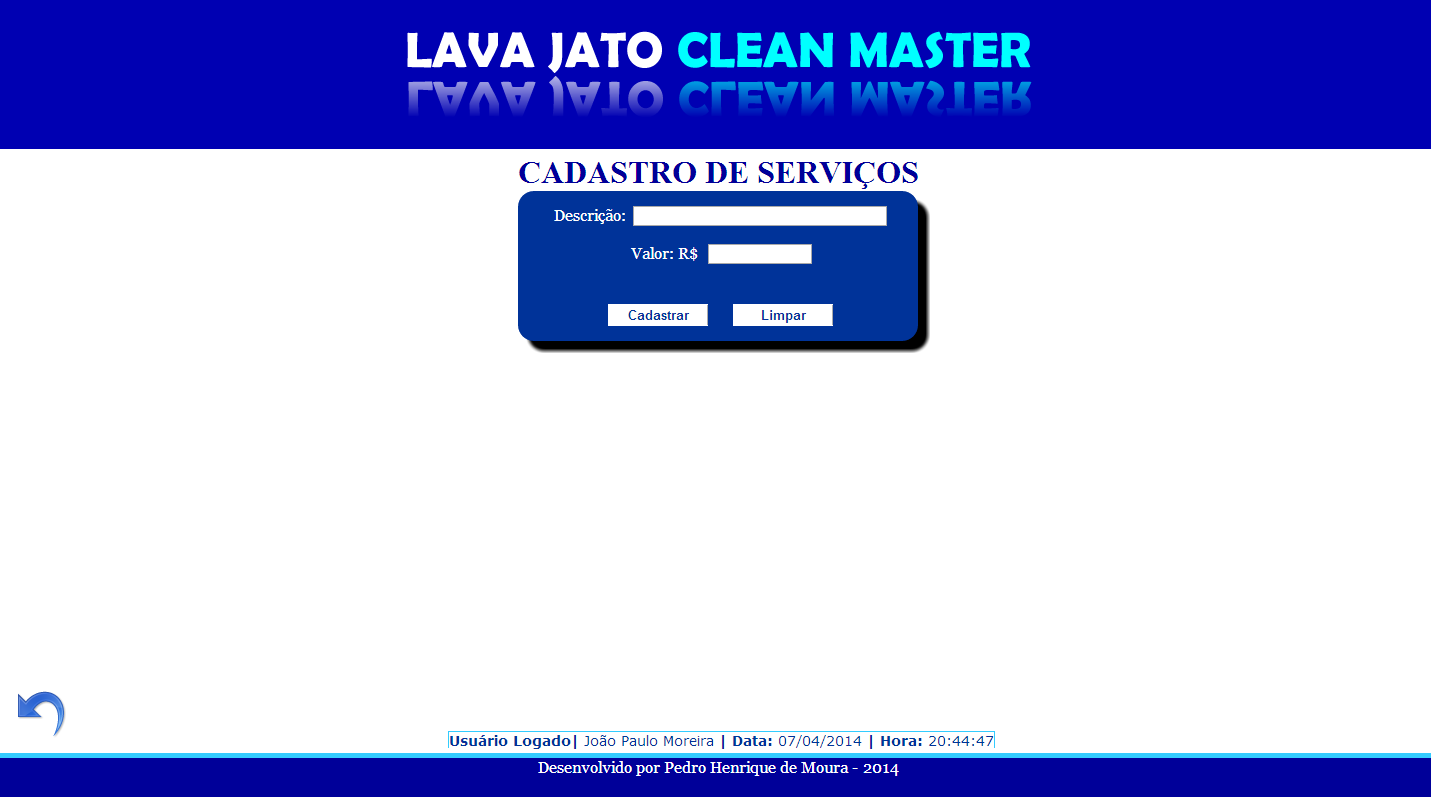 LAVA JATO CLEAN MASTER
CADASTRO DE SERVIÇOS
Descrição:
Valor: R$
Cadastrar Limpar
Usuário Logado| João Paulo Moreira | Data: 07/04/2014 | Hora: 20:44:47
Desenvolvido por Pedro Henrique de Moura - 2014